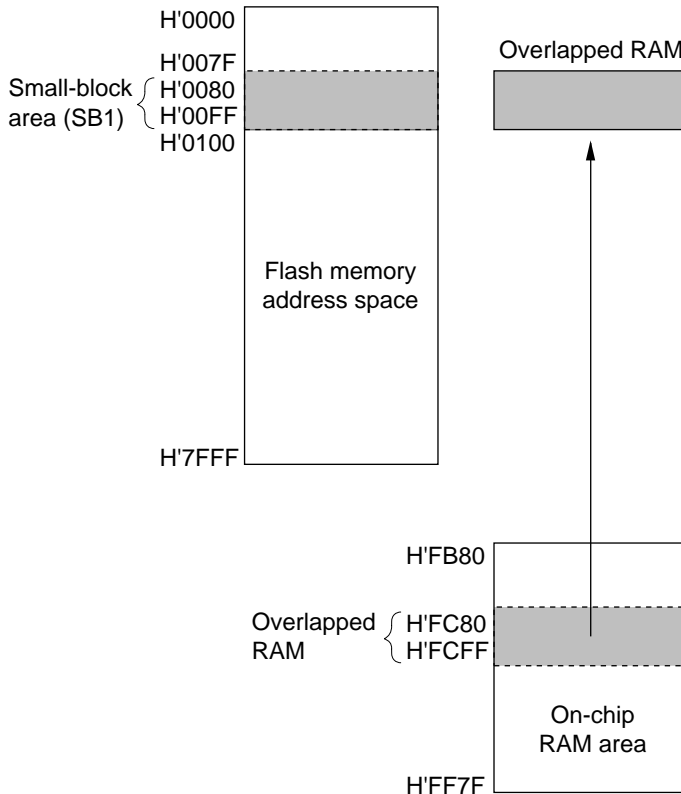 H'0000
H'007F
Small-block
area (SB1)
H'0080
H'00FF
H'0100
Overlapped RAM
Flash memory
address space
H'7FFF
H'FB80
Overlapped
RAM
H'FC80
H'FCFF
On-chip
RAM area
H'FF7F